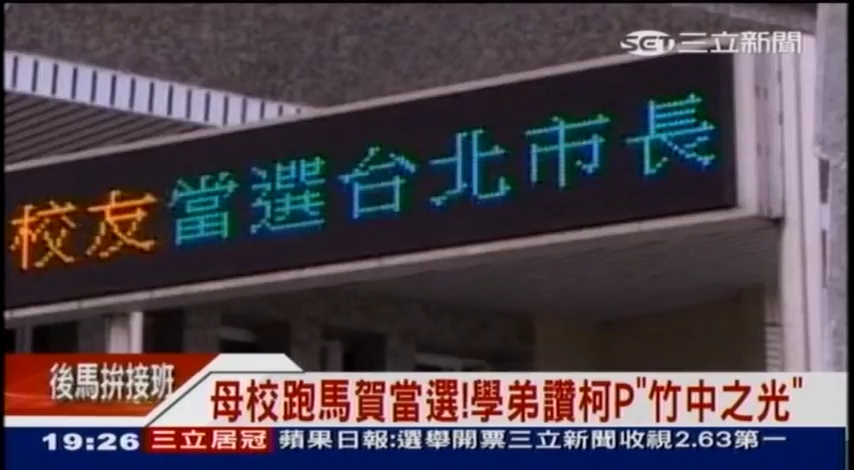 SET三立新聞
校友當選台北市長
後馬拚接班
母校跑馬賀當選!學弟讚柯P"竹中之光"
19:26 三立居冠 蘋果日報:選舉開票三立新聞收視2.63第一